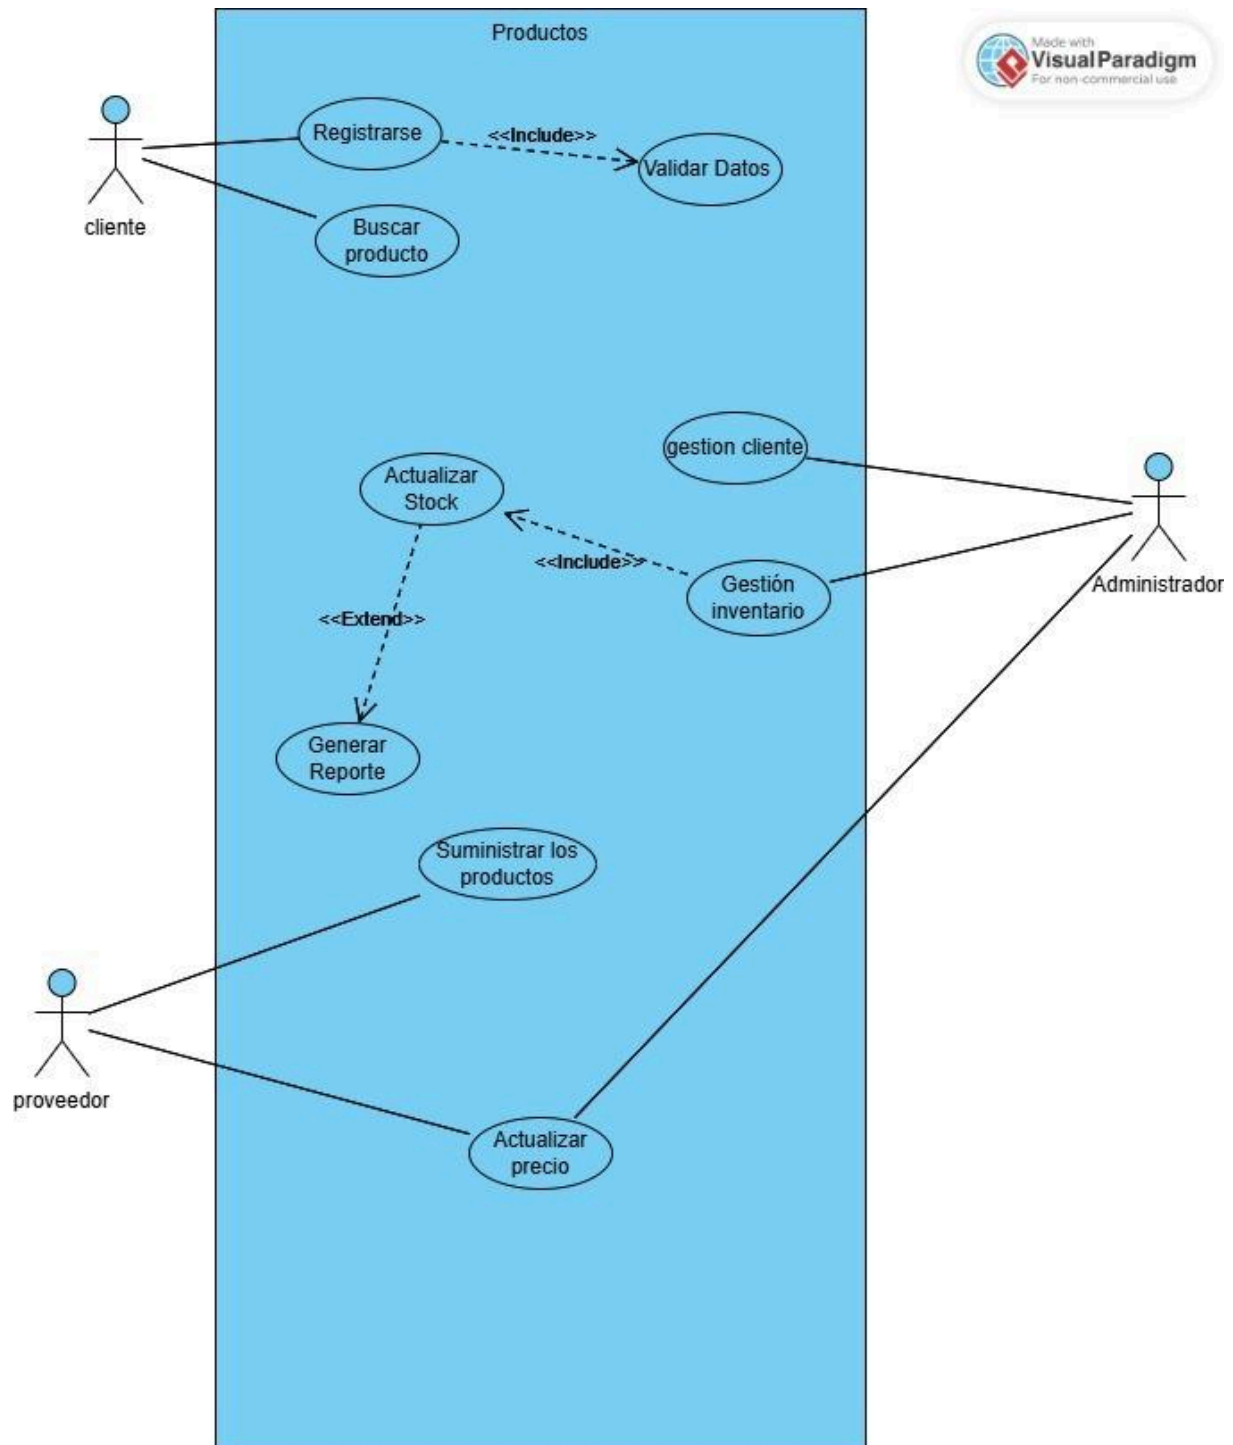 Productos
Made with
Visual Paradigm
For non-commercial use
Registrarse
<<Include>>
Validar Datos
cliente
Buscar
producto
gestion cliente
Actualizar
Stock
<<Include>>
Gestión
inventario
Administrador
<<Extend>>
Generar
Reporte
Suministrar los
productos
proveedor
Actualizar
precio